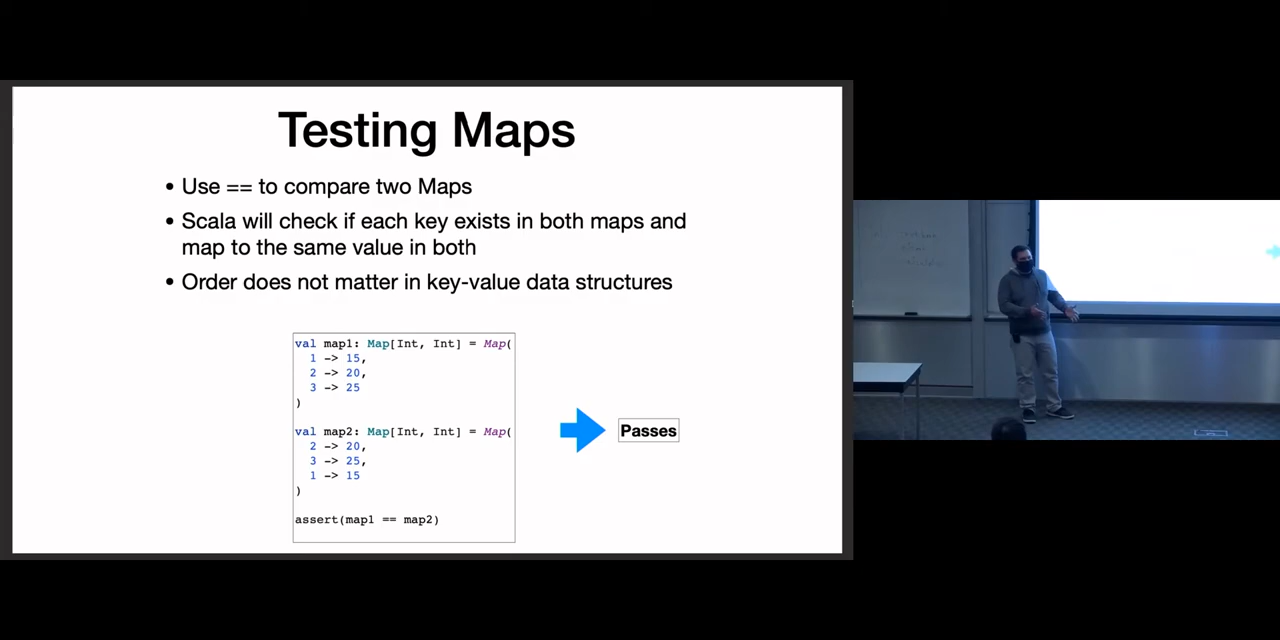 Testing Maps
• Use == to compare two Maps
• Scala will check if each key exists in both maps and
map to the same value in both
• Order does not matter in key-value data structures
val map1: Map[Int, Int] = Map(
  1 -> 15,
  2 -> 20,
  3 -> 25
)
val map2: Map[Int, Int] = Map(
  2 -> 20,
  3 -> 25,
  1 -> 15
)
assert(map1 == map2)
Passes